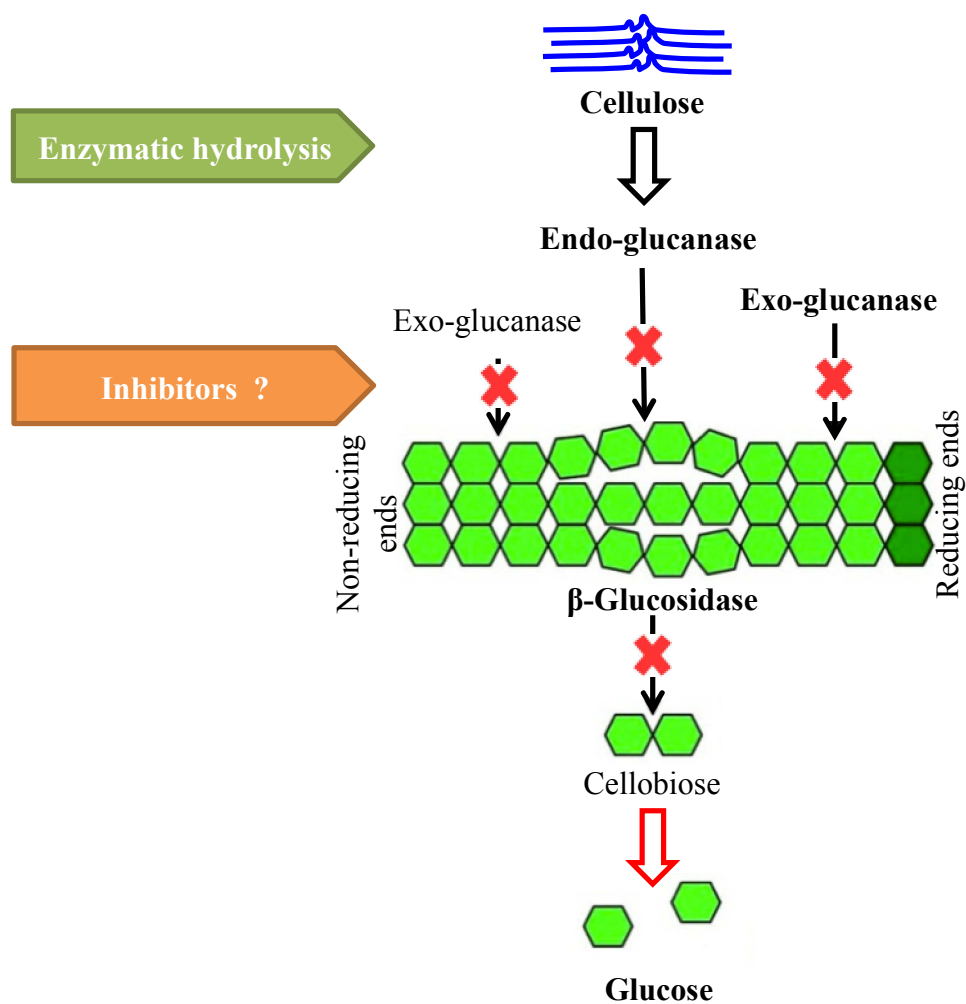 Cellulose
Enzymatic hydrolysis
Endo-glucanase
Exo-glucanase
Exo-glucanase
Inhibitors ?
Non-reducing
ends
Reducing ends
β-Glucosidase
Cellobiose
Glucose